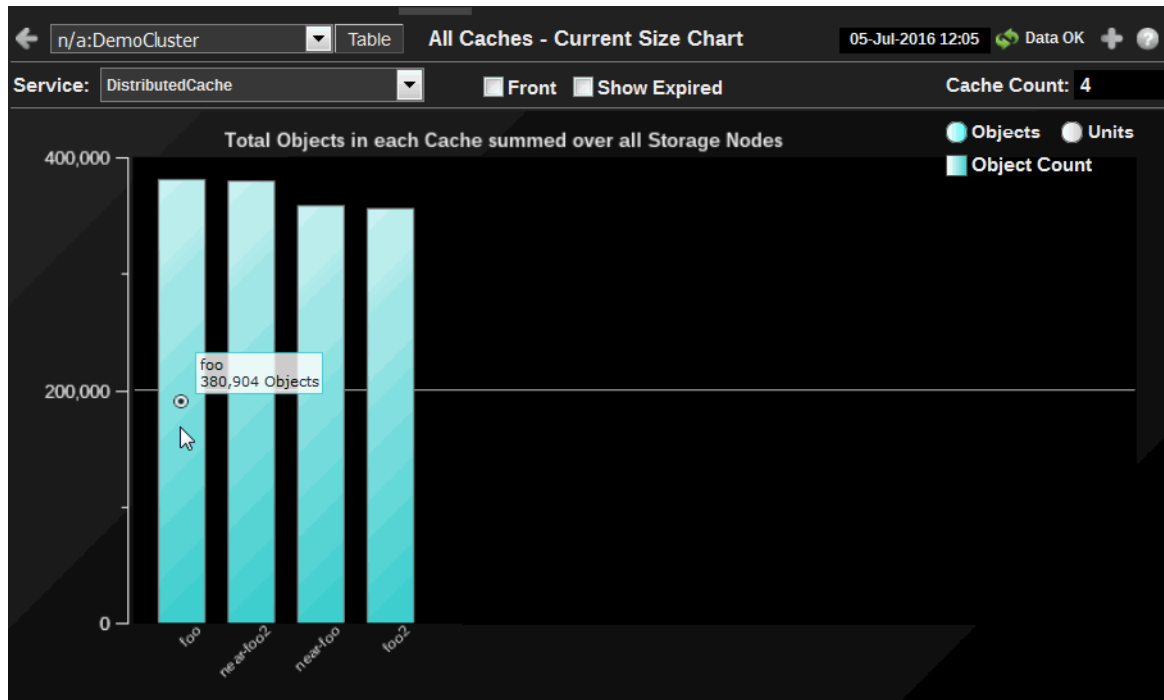 n/a:DemoCluster Table All Caches - Current Size Chart 05-Jul-2016 12:05 Data OK ?
Service: DistributedCache Front Show Expired Cache Count: 4
Total Objects in each Cache summed over all Storage Nodes
Objects Units
Object Count
400,000
200,000
0
foo
380,904 Objects
foo
near-foo2
near-foo
foo2